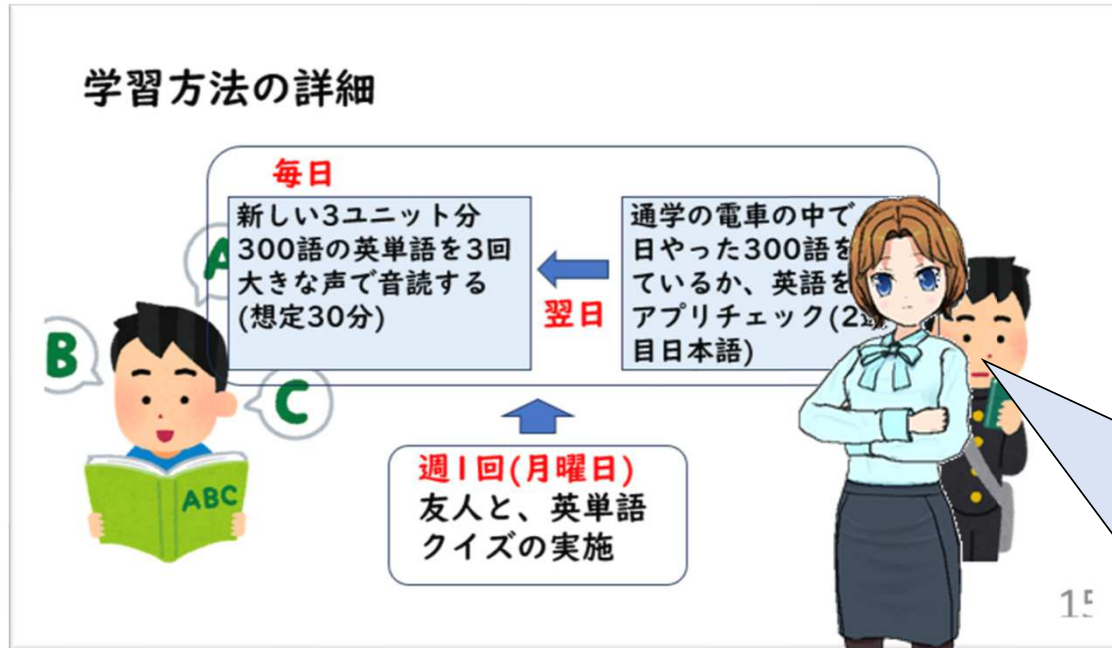 学習方法の詳細
毎日
新しい3ユニット分
300語の英単語を3回
大きな声で音読する
(想定30分)
翌日
通学の電車の中で
日やった300語を
ているか、英語を
アプリチェック(2
目日本語)
A
B
C
ABC
週1回(月曜日)
友人と、英単語
クイズの実施